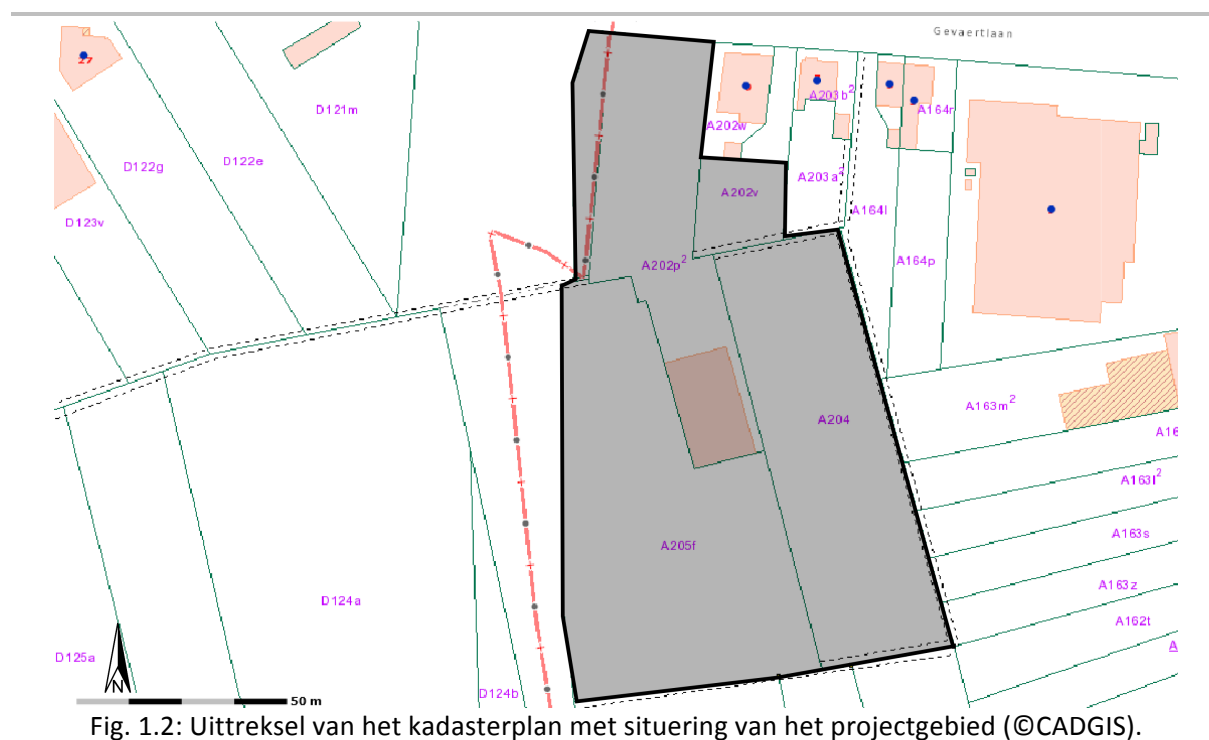 Gevaertlaan
27
D121m
A203b²
A164r
A202w
D122e
D122g
A203a²
A202v
A164l
D123v
A164p
A202p²
A163m²
A204
A16
A163l²
A163s
A205f
A163z
D124a
A162t
A
D125a
N
D124b
50 m
Fig. 1.2: Uittreksel van het kadasterplan met situering van het projectgebied (©CADGIS).